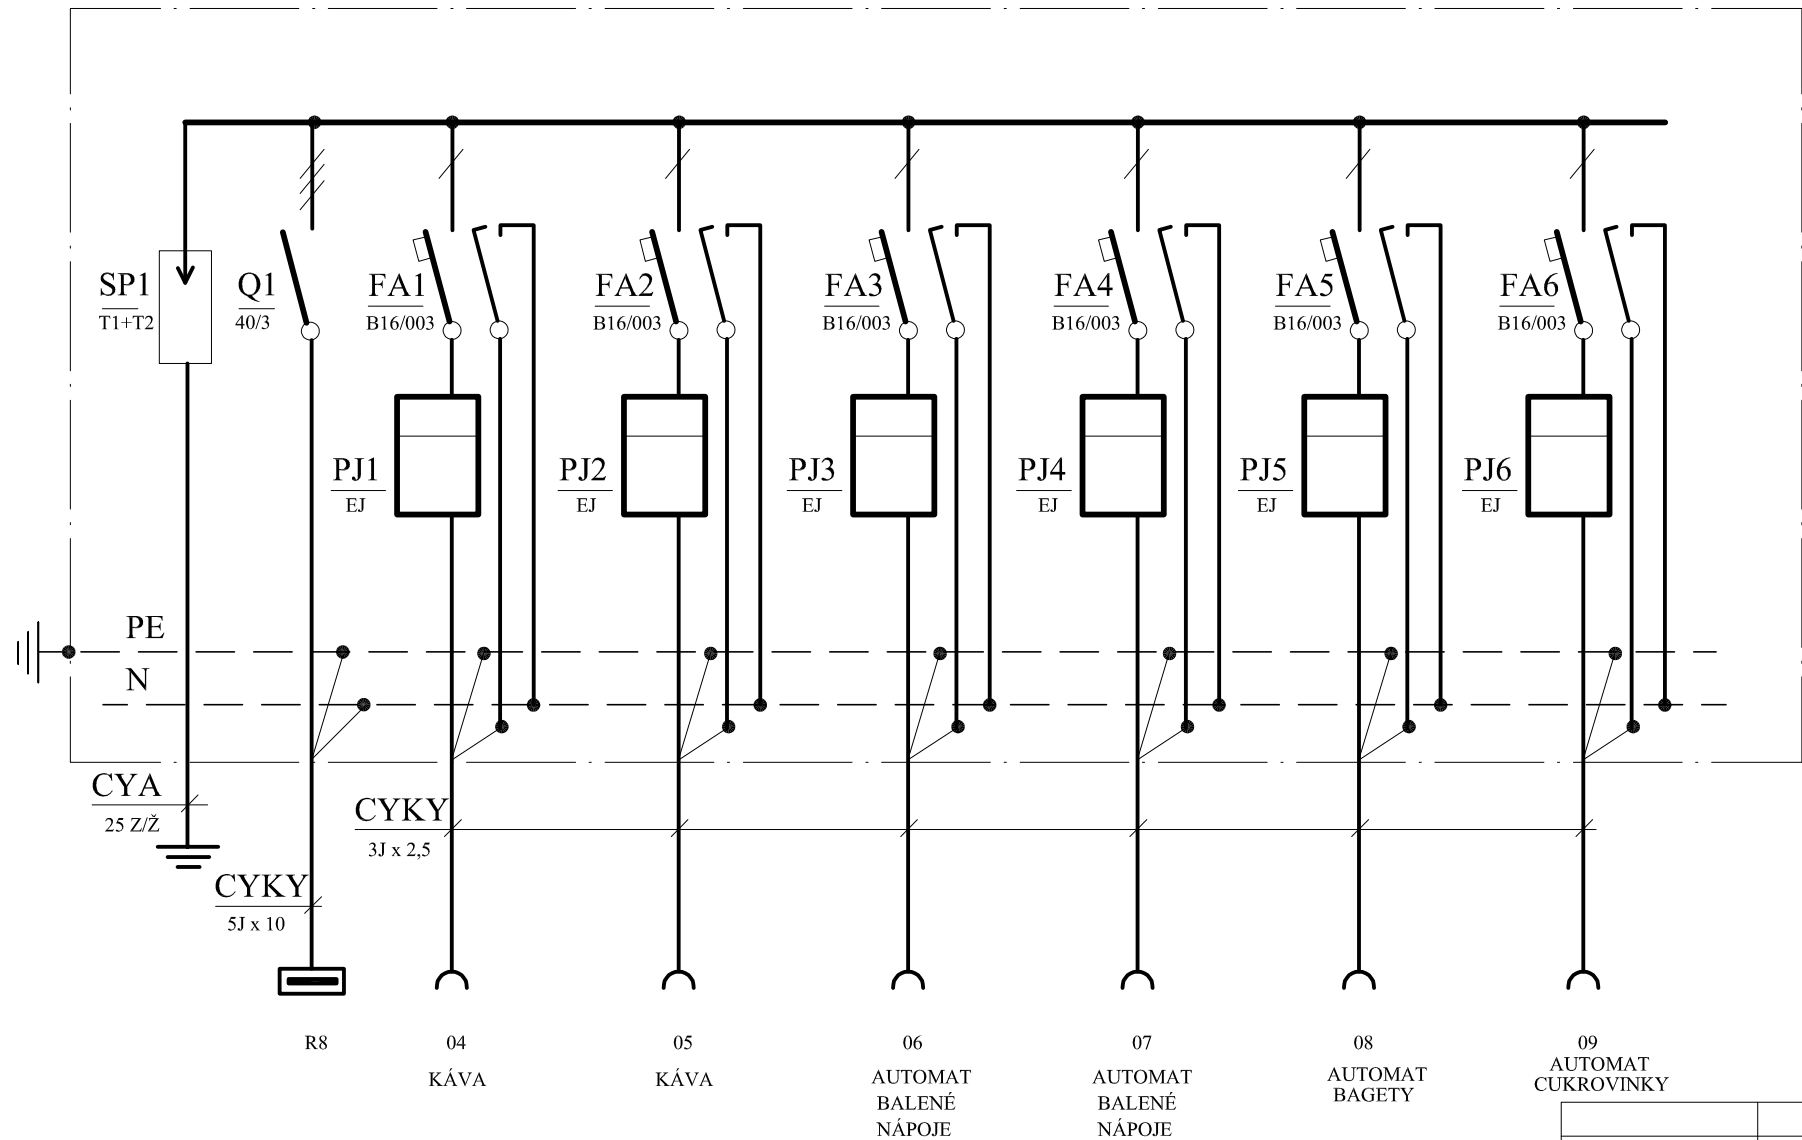 SP1
T1+T2
Q1
40/3
FA1
B16/003
FA2
B16/003
FA3
B16/003
FA4
B16/003
FA5
B16/003
FA6
B16/003
PJ1
EJ
PJ2
EJ
PJ3
EJ
PJ4
EJ
PJ5
EJ
PJ6
EJ
PE
N
CYA
25 Z/Ž
CYKY
3J x 2,5
CYKY
5J x 10
R8
04
KÁVA
05
KÁVA
06
AUTOMAT
BALENÉ
NÁPOJE
07
AUTOMAT
BALENÉ
NÁPOJE
08
AUTOMAT
BAGETY
09
AUTOMAT
CUKROVINKY